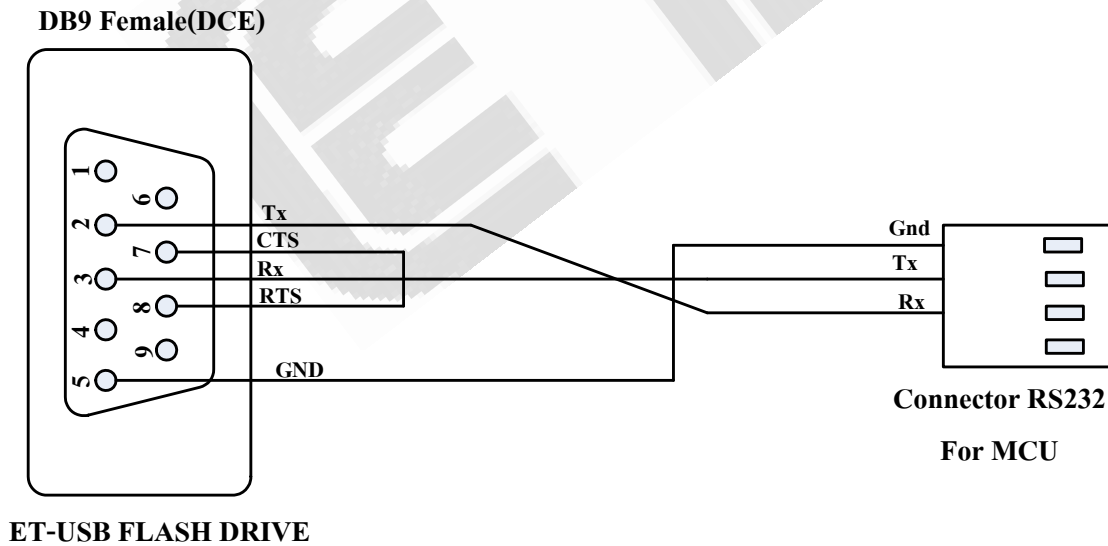 DB9 Female(DCE)
1
6
2
Tx
7
CTS
3
Rx
8
RTS
4
9
5
GND
Gnd
Tx
Rx
Connector RS232
For MCU
ET-USB FLASH DRIVE